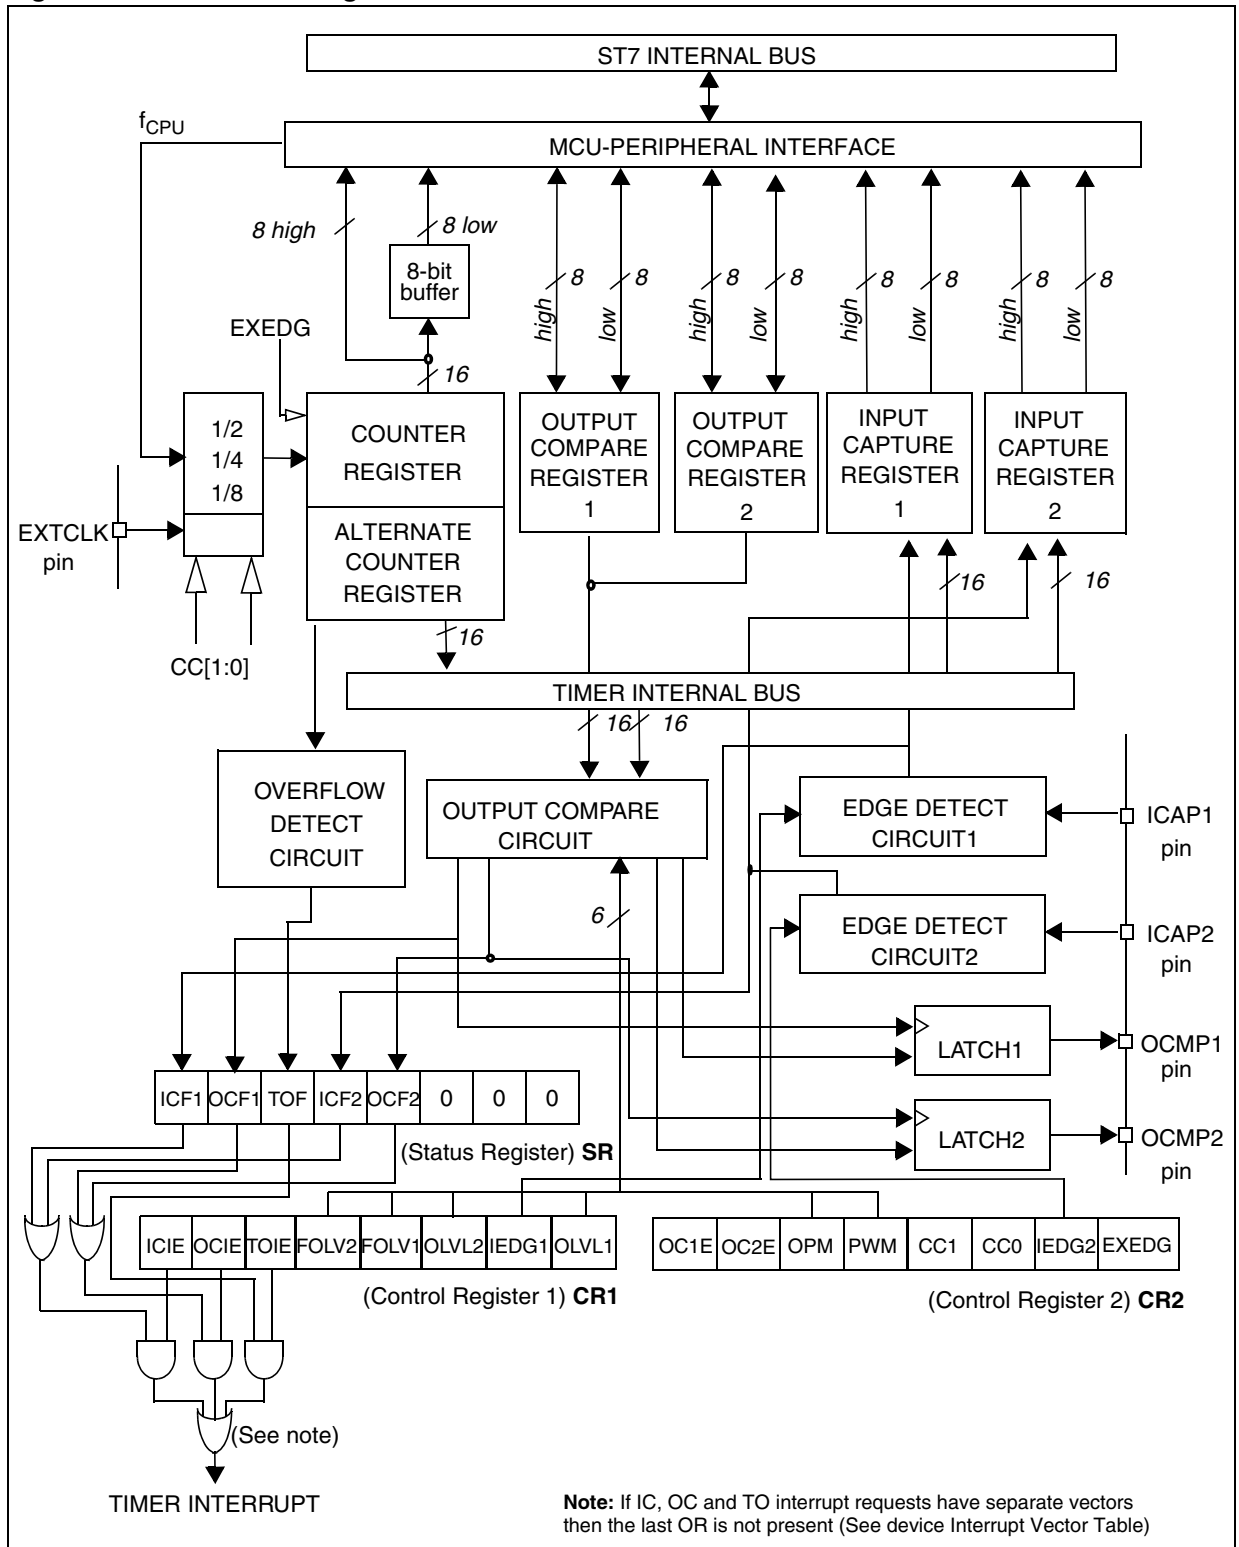 ST7 INTERNAL BUS
fCPU
MCU-PERIPHERAL INTERFACE
8 high
8 low
8-bit
buffer
high
8
low
8
high
8
low
8
high
8
low
8
high
8
low
8
EXEDG
16
1/2
1/4
1/8
COUNTER
REGISTER
ALTERNATE
COUNTER
REGISTER
OUTPUT
COMPARE
REGISTER
1
OUTPUT
COMPARE
REGISTER
2
INPUT
CAPTURE
REGISTER
1
INPUT
CAPTURE
REGISTER
2
EXTCLK
pin
CC[1:0]
16
16
16
TIMER INTERNAL BUS
16
16
OVERFLOW
DETECT
CIRCUIT
OUTPUT COMPARE
CIRCUIT
EDGE DETECT
CIRCUIT1
ICAP1
pin
6
EDGE DETECT
CIRCUIT2
ICAP2
pin
LATCH1
OCMP1
pin
LATCH2
OCMP2
pin
ICF1 OCF1 TOF ICF2 OCF2 0 0 0
(Status Register) SR
ICIE OCIE TOIE FOLV2 FOLV1 OLVL2 IEDG1 OLVL1
(Control Register 1) CR1
OC1E OC2E OPM PWM CC1 CC0 IEDG2 EXEDG
(Control Register 2) CR2
(See note)
TIMER INTERRUPT
Note: If IC, OC and TO interrupt requests have separate vectors
then the last OR is not present (See device Interrupt Vector Table)